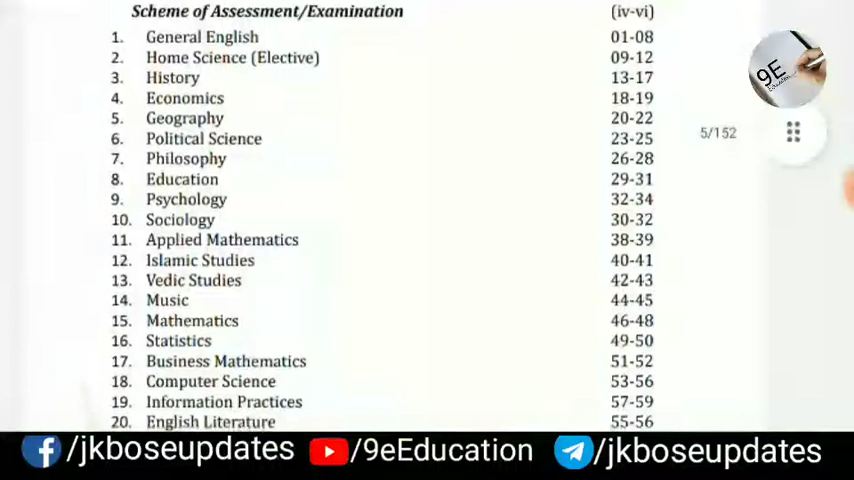 Scheme of Assessment/Examination (iv-vi)
1. General English 01-08
2. Home Science (Elective) 09-12
3. History 13-17
4. Economics 18-19
5. Geography 20-22
6. Political Science 23-25
7. Philosophy 26-28
8. Education 29-31
9. Psychology 32-34
10. Sociology 30-32
11. Applied Mathematics 38-39
12. Islamic Studies 40-41
13. Vedic Studies 42-43
14. Music 44-45
15. Mathematics 46-48
16. Statistics 49-50
17. Business Mathematics 51-52
18. Computer Science 53-56
19. Information Practices 57-59
20. English Literature 55-56
9E
5/152
/jkboseupdates /9eEducation /jkboseupdates